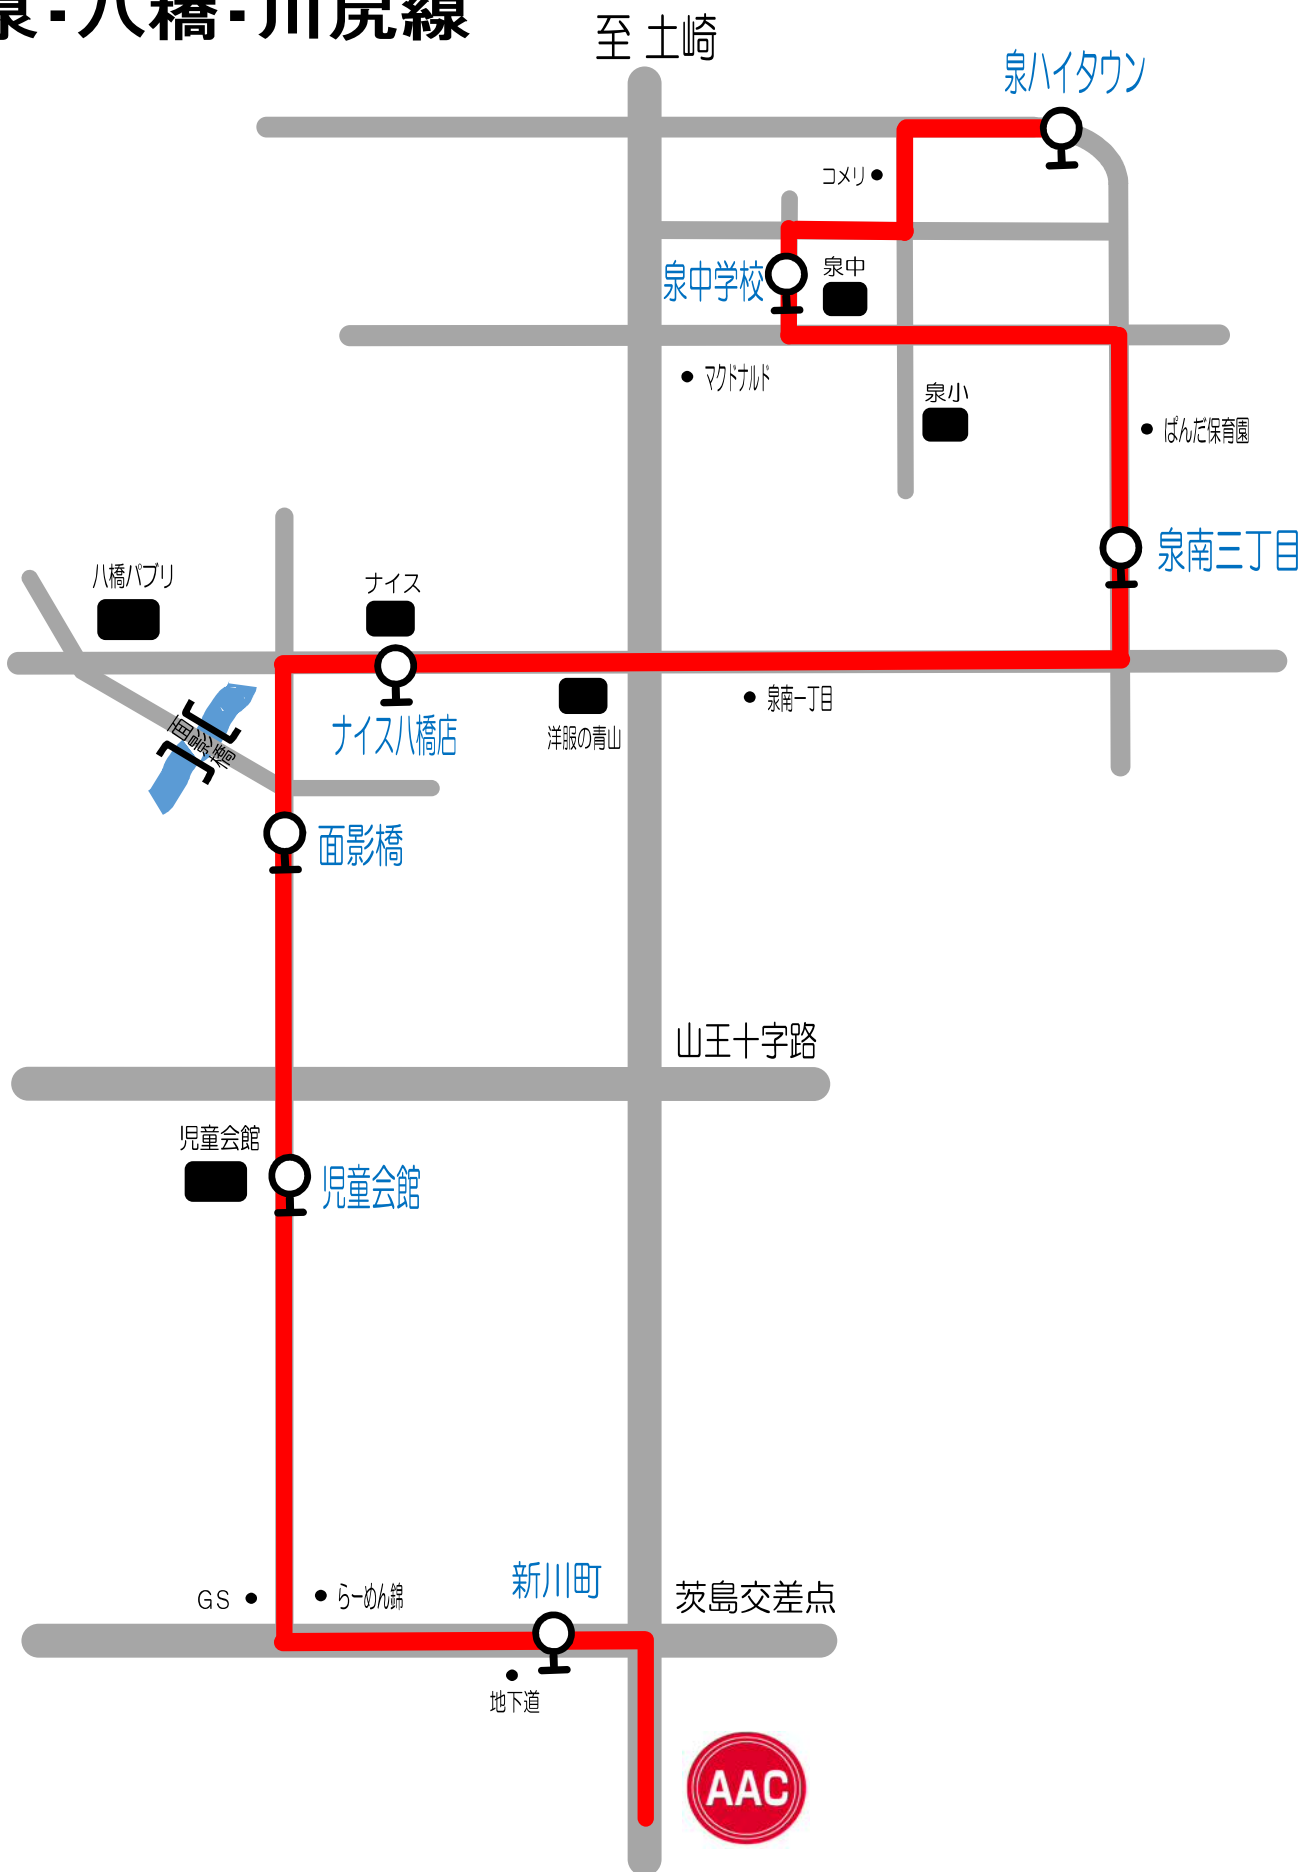 泉-八橋-川尻線
至 土崎
泉ハイタウン
コメリ
泉中学校
泉中
マクドナルド
泉小
ぱんだ保育園
泉南三丁目
八橋パブリ
ナイス
ナイス八橋店
洋服の青山
泉南一丁目
面影橋
面影橋
山王十字路
児童会館
児童会館
新川町
茨島交差点
GS
らーめん錦
地下道
AAC